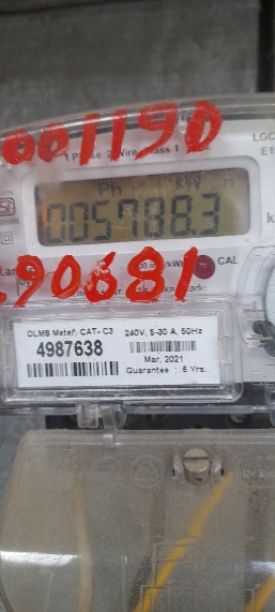 001190
1 Phase 2 Wire Class 1
Ph kW h
005788.3
CAL
90681
DLMS Meter, CAT- C3 240V, 5-30 A, 50Hz
4987638
Mar, 2021
Guarantee : 5 Yrs.